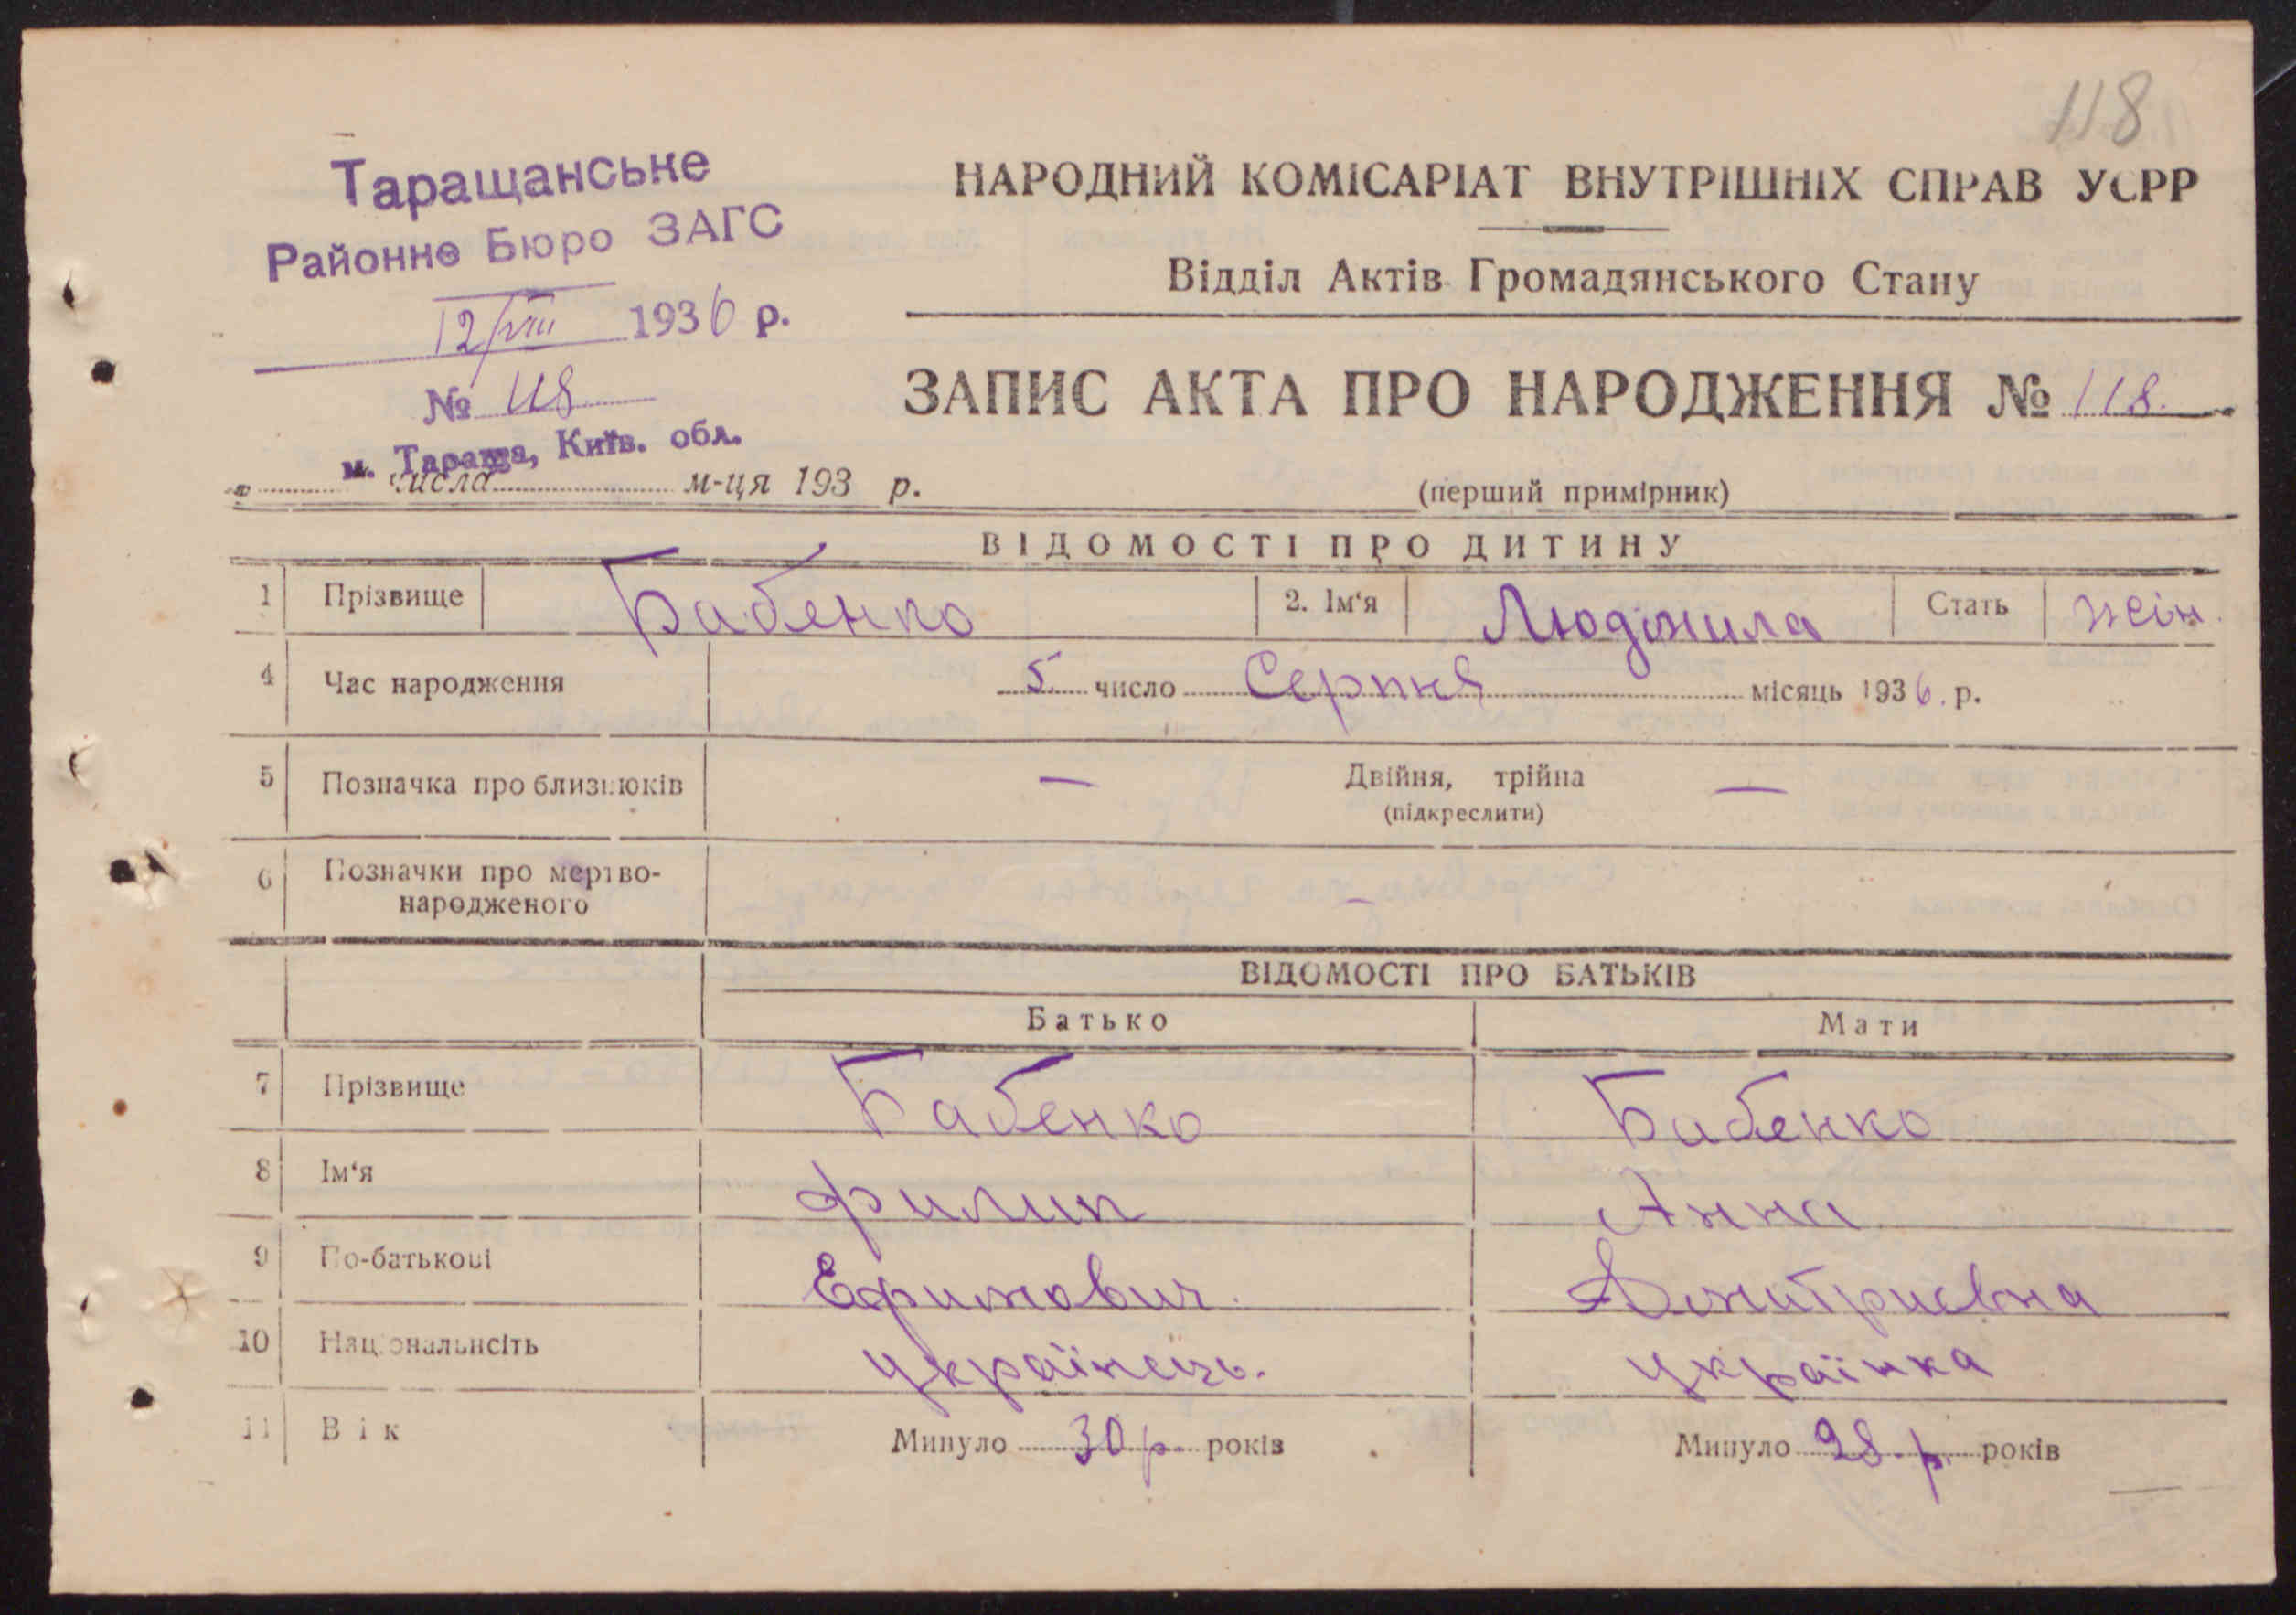 118
Таращанське
Районне Бюро ЗАГС
12/VIII 1936 р.
№ 118
м. Тараща, Київ. обл.
НАРОДНИЙ КОМІСАРІАТ ВНУТРІШНІХ СПРАВ УСРР
Відділ Актів Громадянського Стану
ЗАПИС АКТА ПРО НАРОДЖЕННЯ № 118.
числа м-ця 193 р.
(перший примірник)
ВІДОМОСТІ ПРО ДИТИНУ
1 Прізвище Бабенко 2. Ім‘я Людмила Стать жін.
4 Час народження 5 число Серпня місяць 1936. р.
5 Позначка про близнюків — Двійня, трійна —
(підкреслити)
6 Позначки про мертво-
народженого —
ВІДОМОСТІ ПРО БАТЬКІВ
Батько Мати
7 Прізвище Бабенко Бабенко
8 Ім‘я Филип Анна
9 По-батькові Ефимович. Дмитриевна
10 Національнсіть українець. українка
11 Вік Минуло 30 р. років Минуло 28 р. років